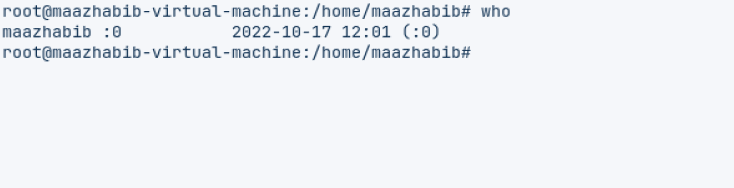 root@maazhabib-virtual-machine:/home/maazhabib# who
maazhabib :0           2022-10-17 12:01 (:0)
root@maazhabib-virtual-machine:/home/maazhabib#